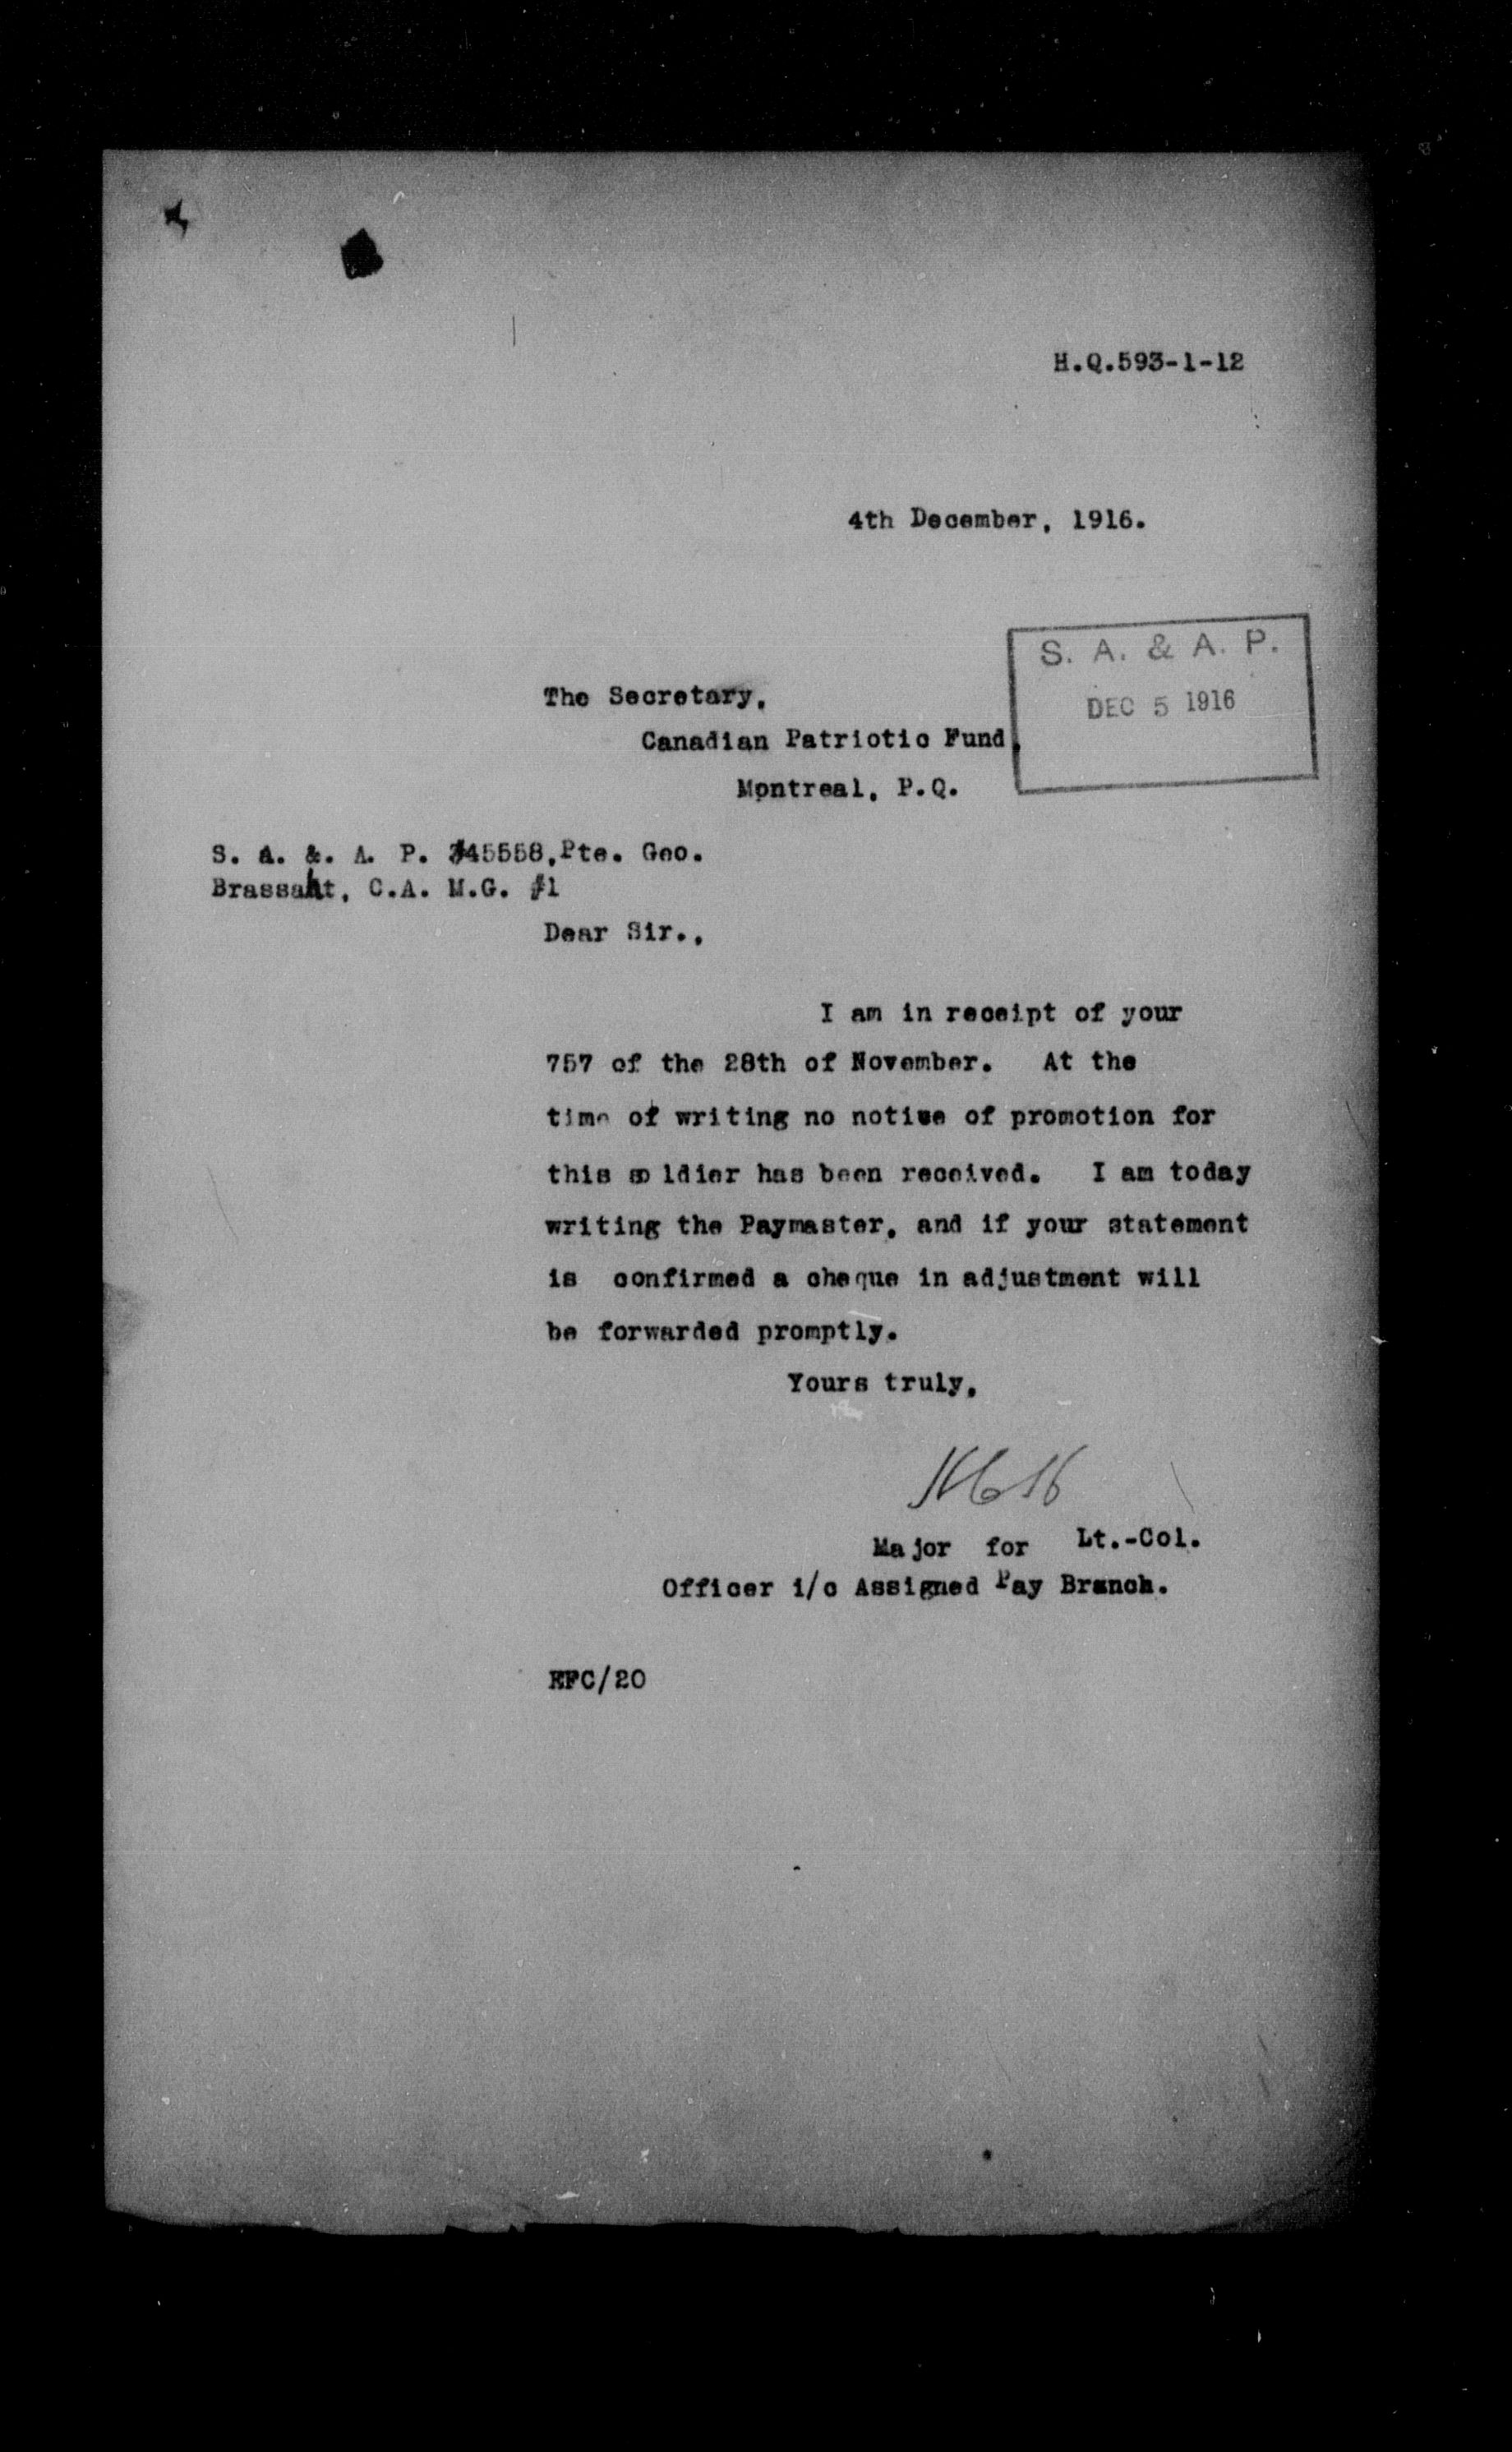 H.Q.593-1-12
4th December, 1916.
S. A. & A. P.
DEC 5 1916
The Secretary,
Canadian Patriotic Fund,
Montreal, P.Q.
S. A. &. A. P. #45558,Pte. Geo.
Brassaht, C.A. M.G. #1
Dear Sir.,
I am in receipt of your
757 of the 28th of November. At the
time of writing no notice of promotion for
this so ldier has been received. I am today
writing the Paymaster, and if your statement
is confirmed a cheque in adjustment will
be forwarded promptly.
Yours truly,
Major for Lt.-Col.
Officer i/c Assigned Pay Branch.
EFC/20